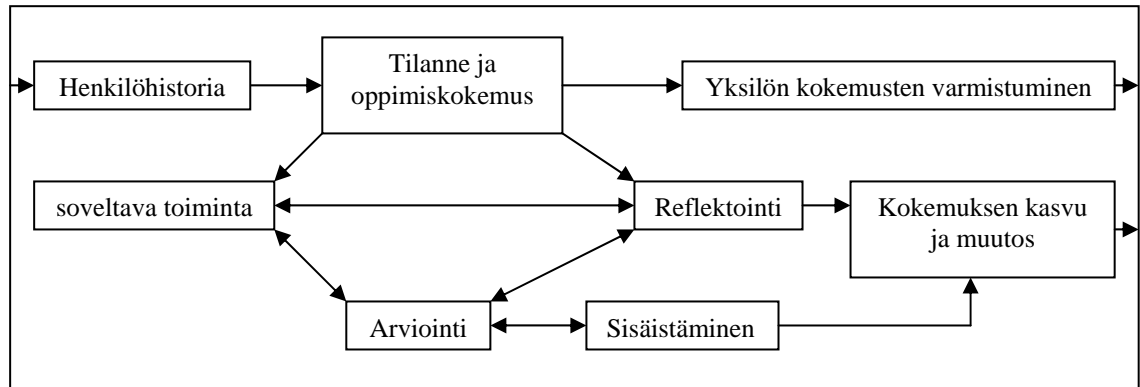 Henkilöhistoria
Tilanne ja
oppimiskokemus
Yksilön kokemusten varmistuminen
soveltava toiminta
Reflektointi
Kokemuksen kasvu
ja muutos
Arviointi
Sisäistäminen